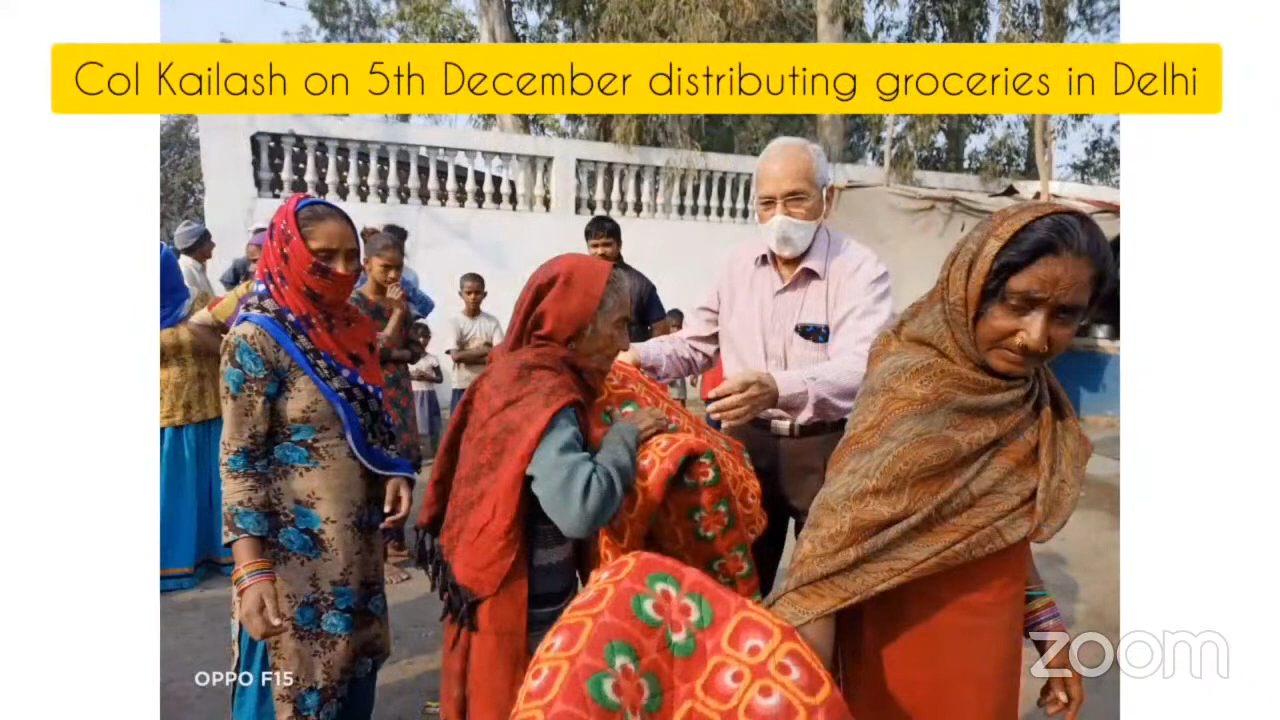 Col Kailash on 5th December distributing groceries in Delhi
OPPO F15
zoom